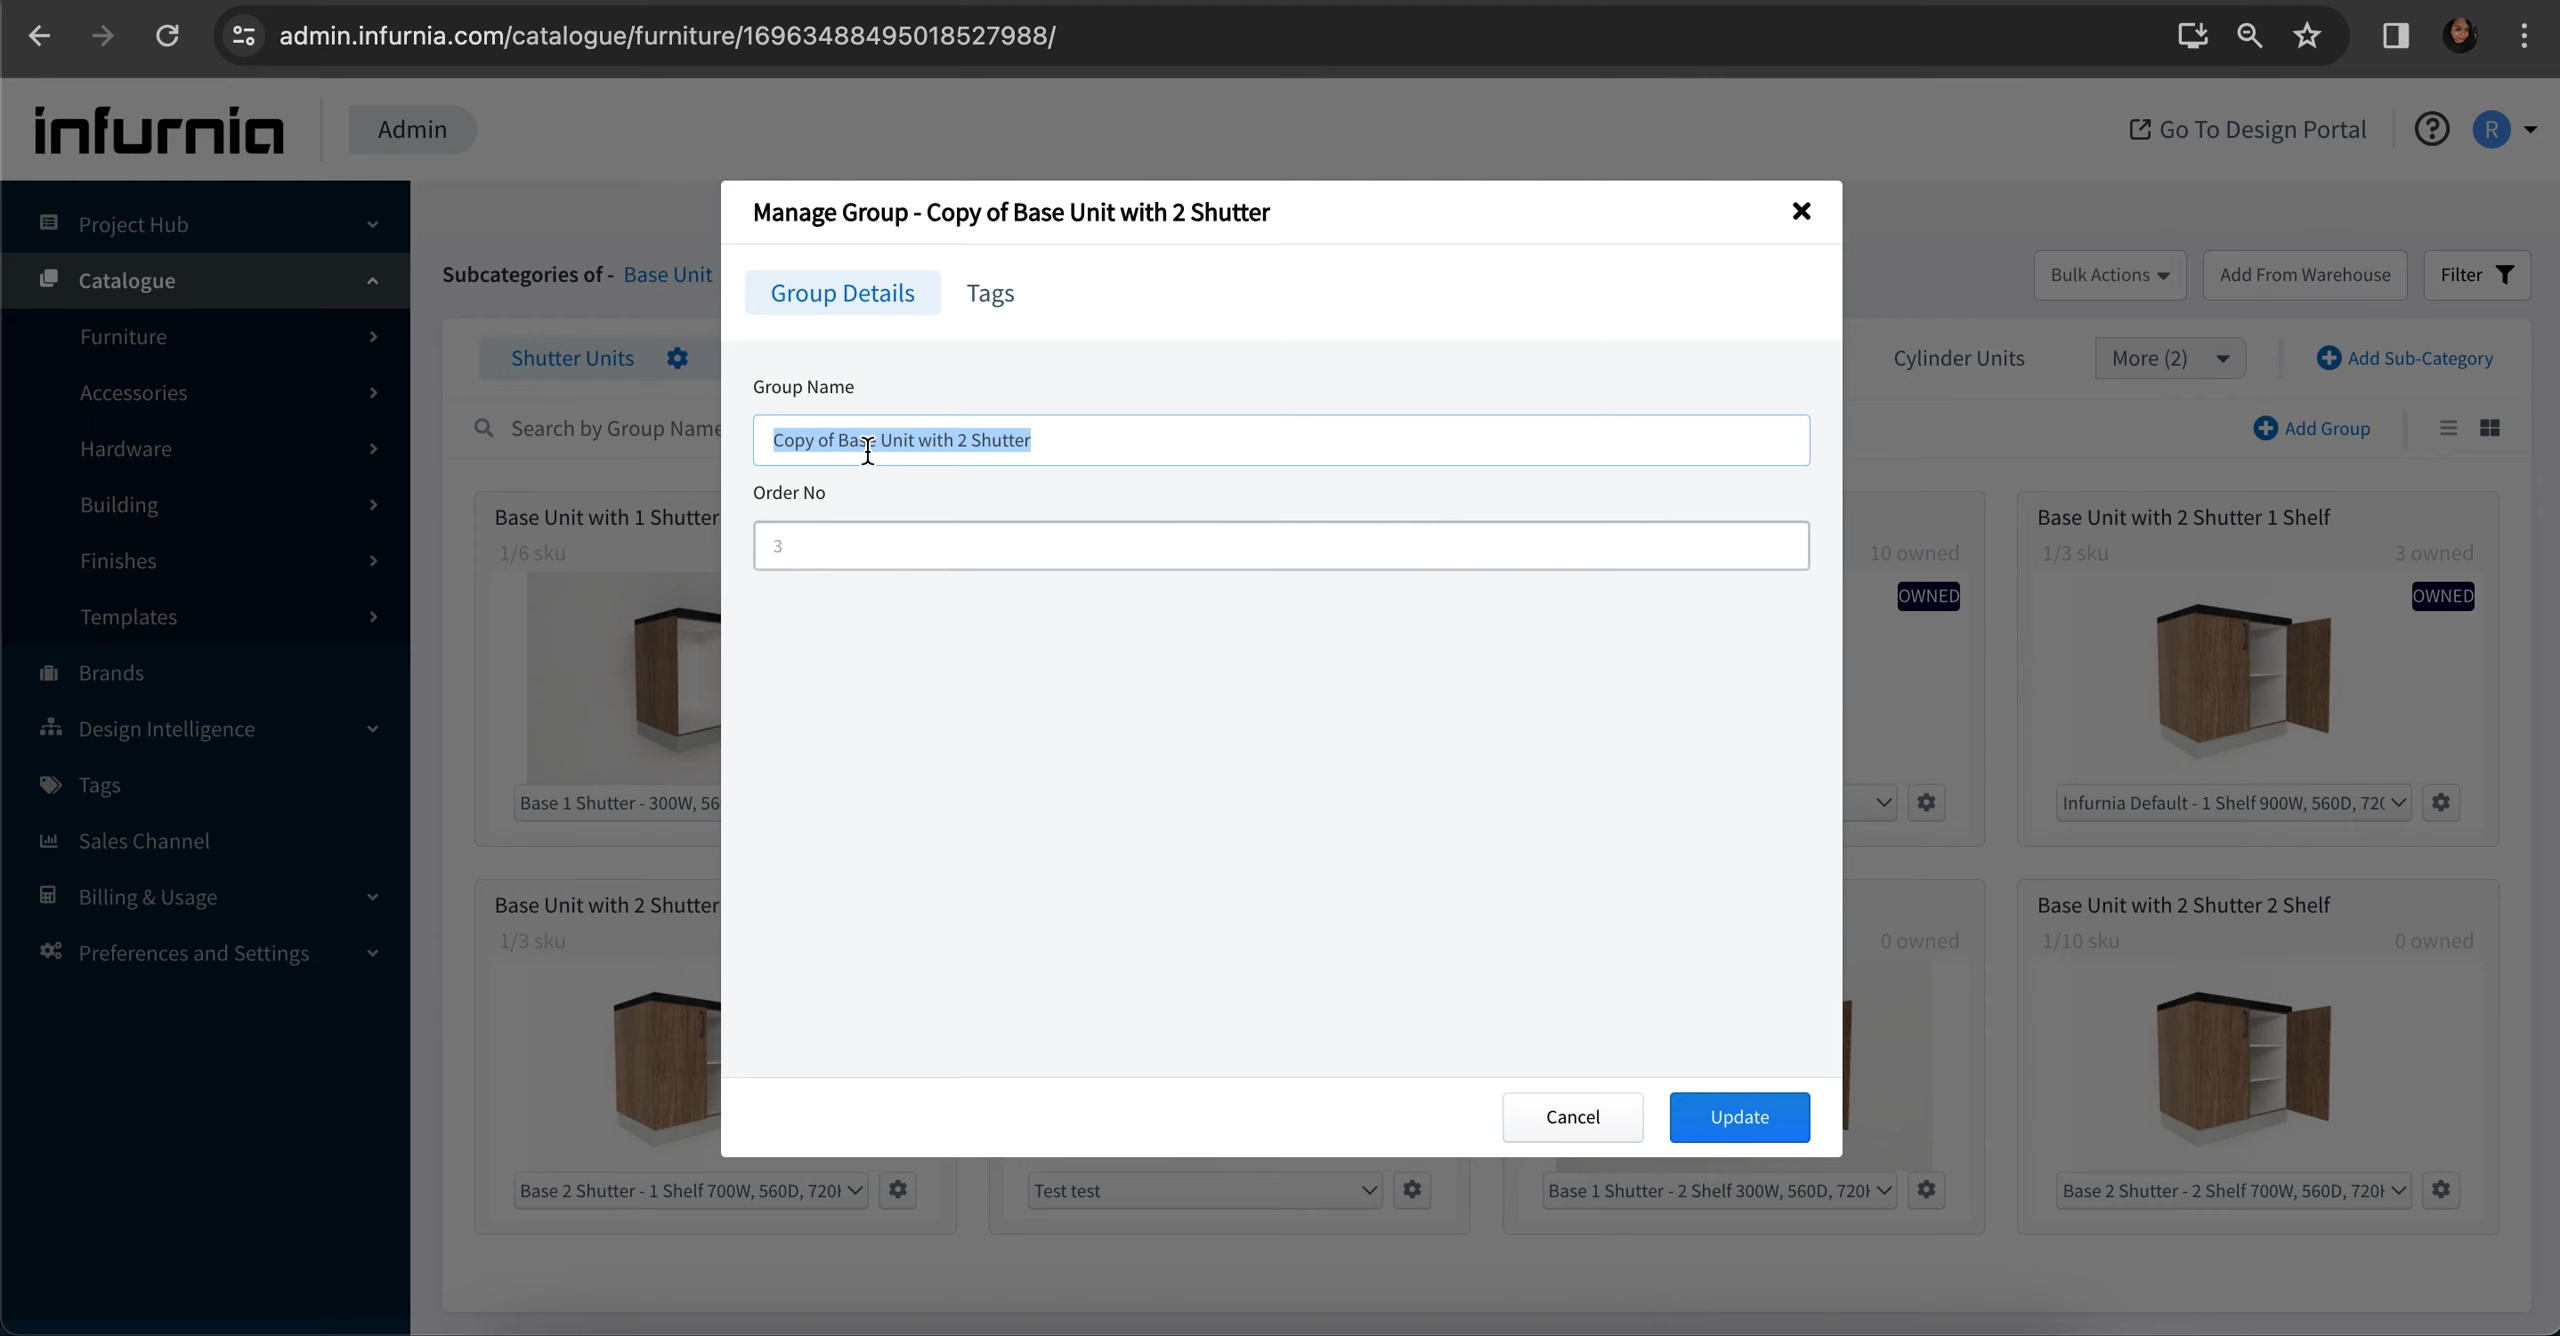 admin.infurnia.com/catalogue/furniture/16963488495018527988/
infurnia
Admin
Go To Design Portal
R
Project Hub
Catalogue
Furniture
Accessories
Hardware
Building
Finishes
Templates
Brands
Design Intelligence
Tags
Sales Channel
Billing & Usage
Preferences and Settings
Subcategories of - Base Unit
Bulk Actions
Add From Warehouse
Filter
Shutter Units
Cylinder Units
More (2)
Add Sub-Category
Search by Group Name
Add Group
Manage Group - Copy of Base Unit with 2 Shutter
Group Details
Tags
Group Name
Copy of Base Unit with 2 Shutter
Order No
3
Cancel
Update
Base Unit with 1 Shutter
1/6 sku
Base 1 Shutter - 300W, 56
10 owned
OWNED
Base Unit with 2 Shutter 1 Shelf
1/3 sku
3 owned
OWNED
Infurnia Default - 1 Shelf 900W, 560D, 720
Base Unit with 2 Shutter
1/3 sku
Base 2 Shutter - 1 Shelf 700W, 560D, 720H
Test test
0 owned
Base 1 Shutter - 2 Shelf 300W, 560D, 720H
Base Unit with 2 Shutter 2 Shelf
1/10 sku
0 owned
Base 2 Shutter - 2 Shelf 700W, 560D, 720H